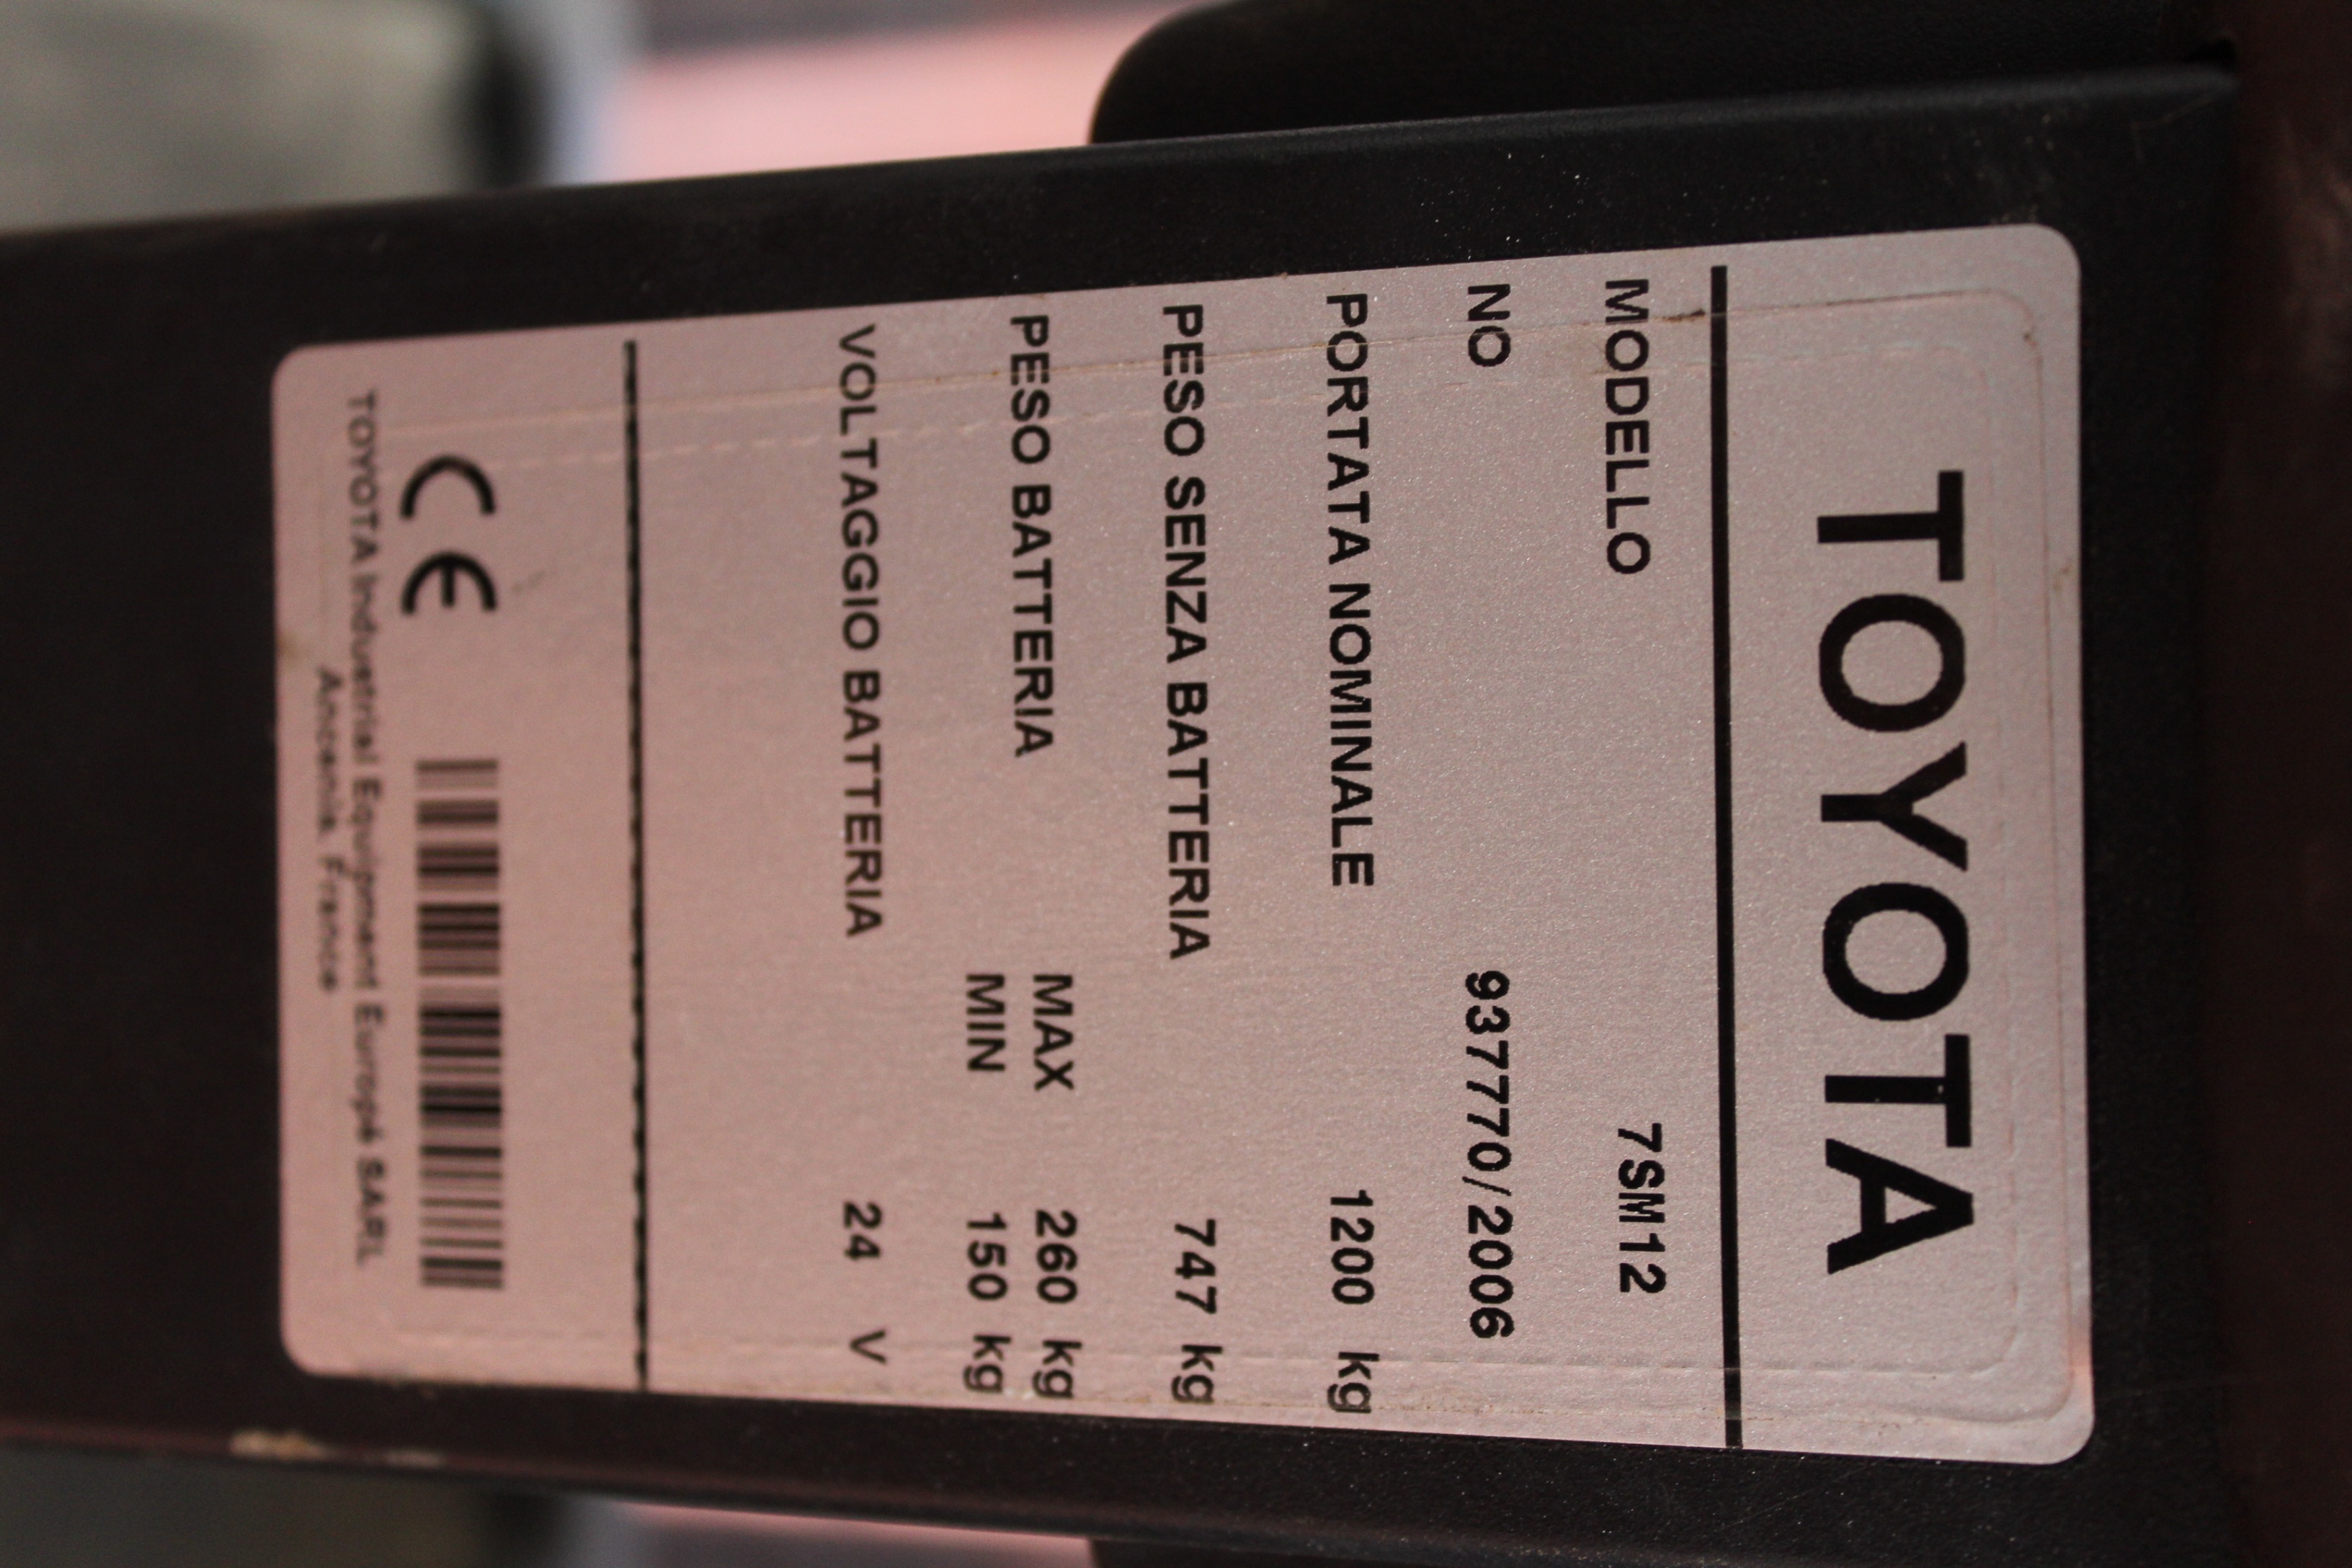 TOYOTA
MODELLO 7SM12
NO 937770/2006
PORTATA NOMINALE 1200 kg
PESO SENZA BATTERIA 747 kg
PESO BATTERIA MAX 260 kg
MIN 150 kg
VOLTAGGIO BATTERIA 24 V
CE
TOYOTA Industrial Equipment Europé SARL
Ancenis, France